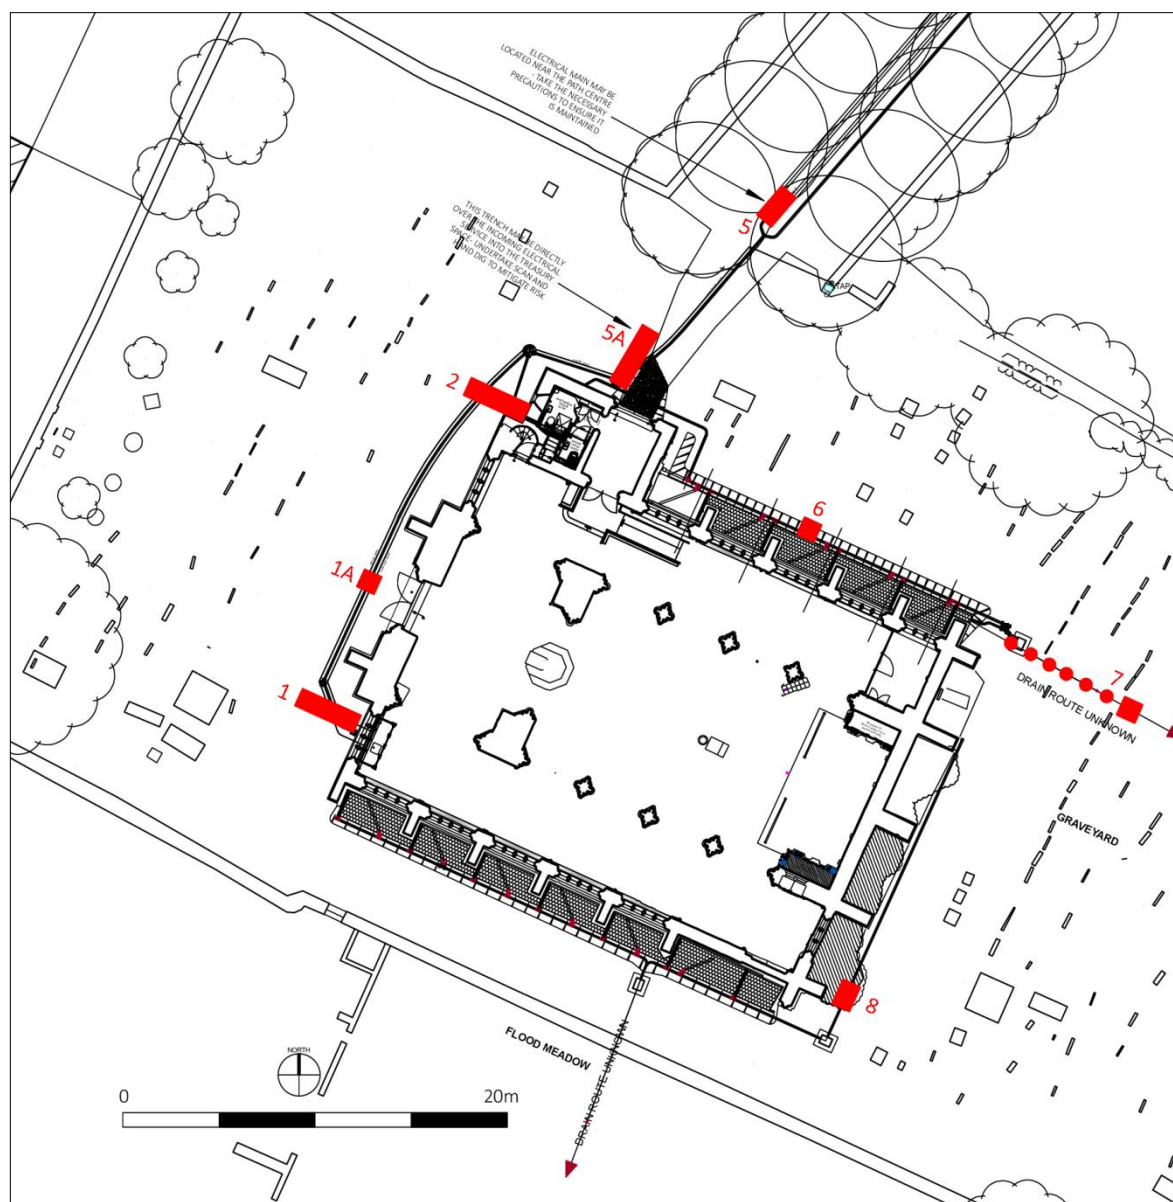 ELECTRICAL MAIN MAY BE
LOCATED NEAR THE PATH CENTRE
- TAKE THE NECESSARY
PRECAUTIONS TO ENSURE IT
IS MAINTAINED
5
TAP
THIS TRENCH MAY BE DIRECTLY
OVER THE INCOMING ELECTRICAL
SERVICE INTO THE TREASURY
SPACE- UNDERTAKE SCAN AND
HAND DIG TO MITIGATE RISK
5A
2
6
1A
1
7
DRAIN ROUTE UNKNOWN
GRAVEYARD
8
FLOOD MEADOW
DRAIN ROUTE UNKNOWN
NORTH
0 20m